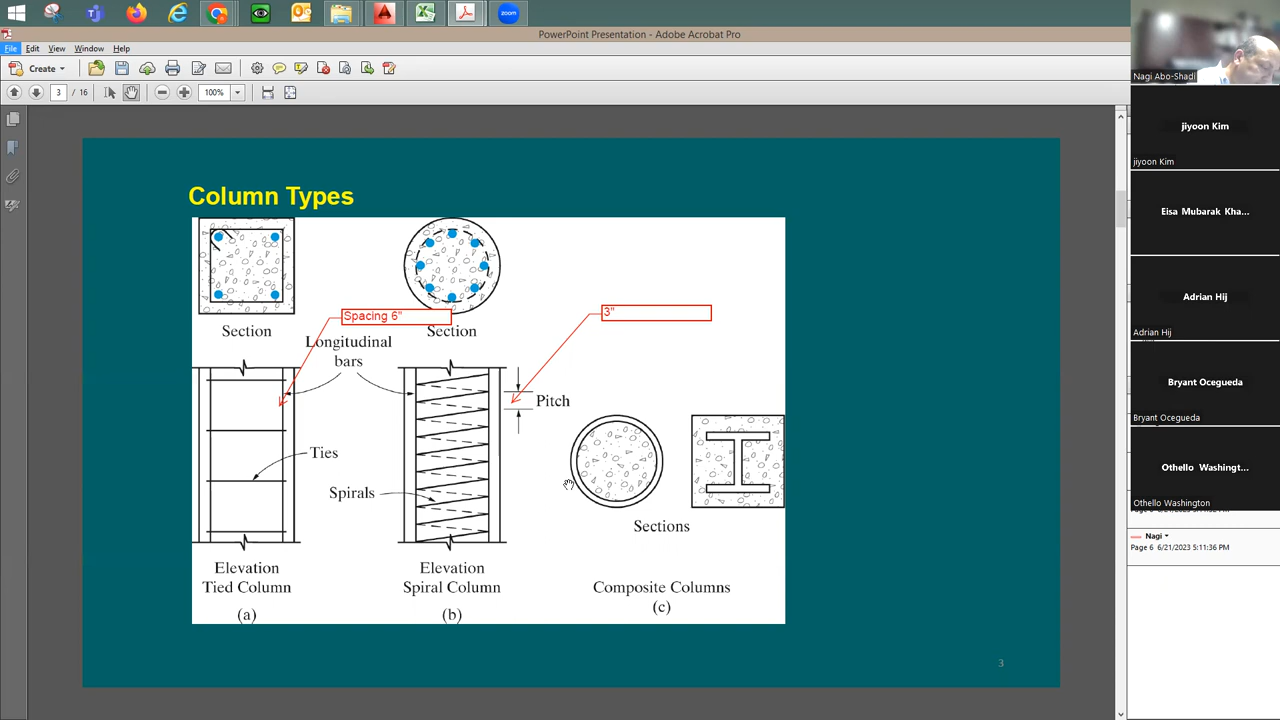 zoom
PowerPoint Presentation - Adobe Acrobat Pro
File Edit View Window Help
Create
3 / 16
100%
Column Types
Section
Section
Spacing 6"
3"
Longitudinal
bars
Pitch
Ties
Spirals
Sections
Elevation
Tied Column
(a)
Elevation
Spiral Column
(b)
Composite Columns
(c)
3
Nagi Abo-Shadi
jiyoon Kim
jiyoon Kim
Eisa Mubarak Kha...
Adrian Hij
Adrian Hij
Bryant Ocegueda
Bryant Ocegueda
Othello Washingt...
Othello Washington
Nagi
Page 6 6/21/2023 5:11:36 PM